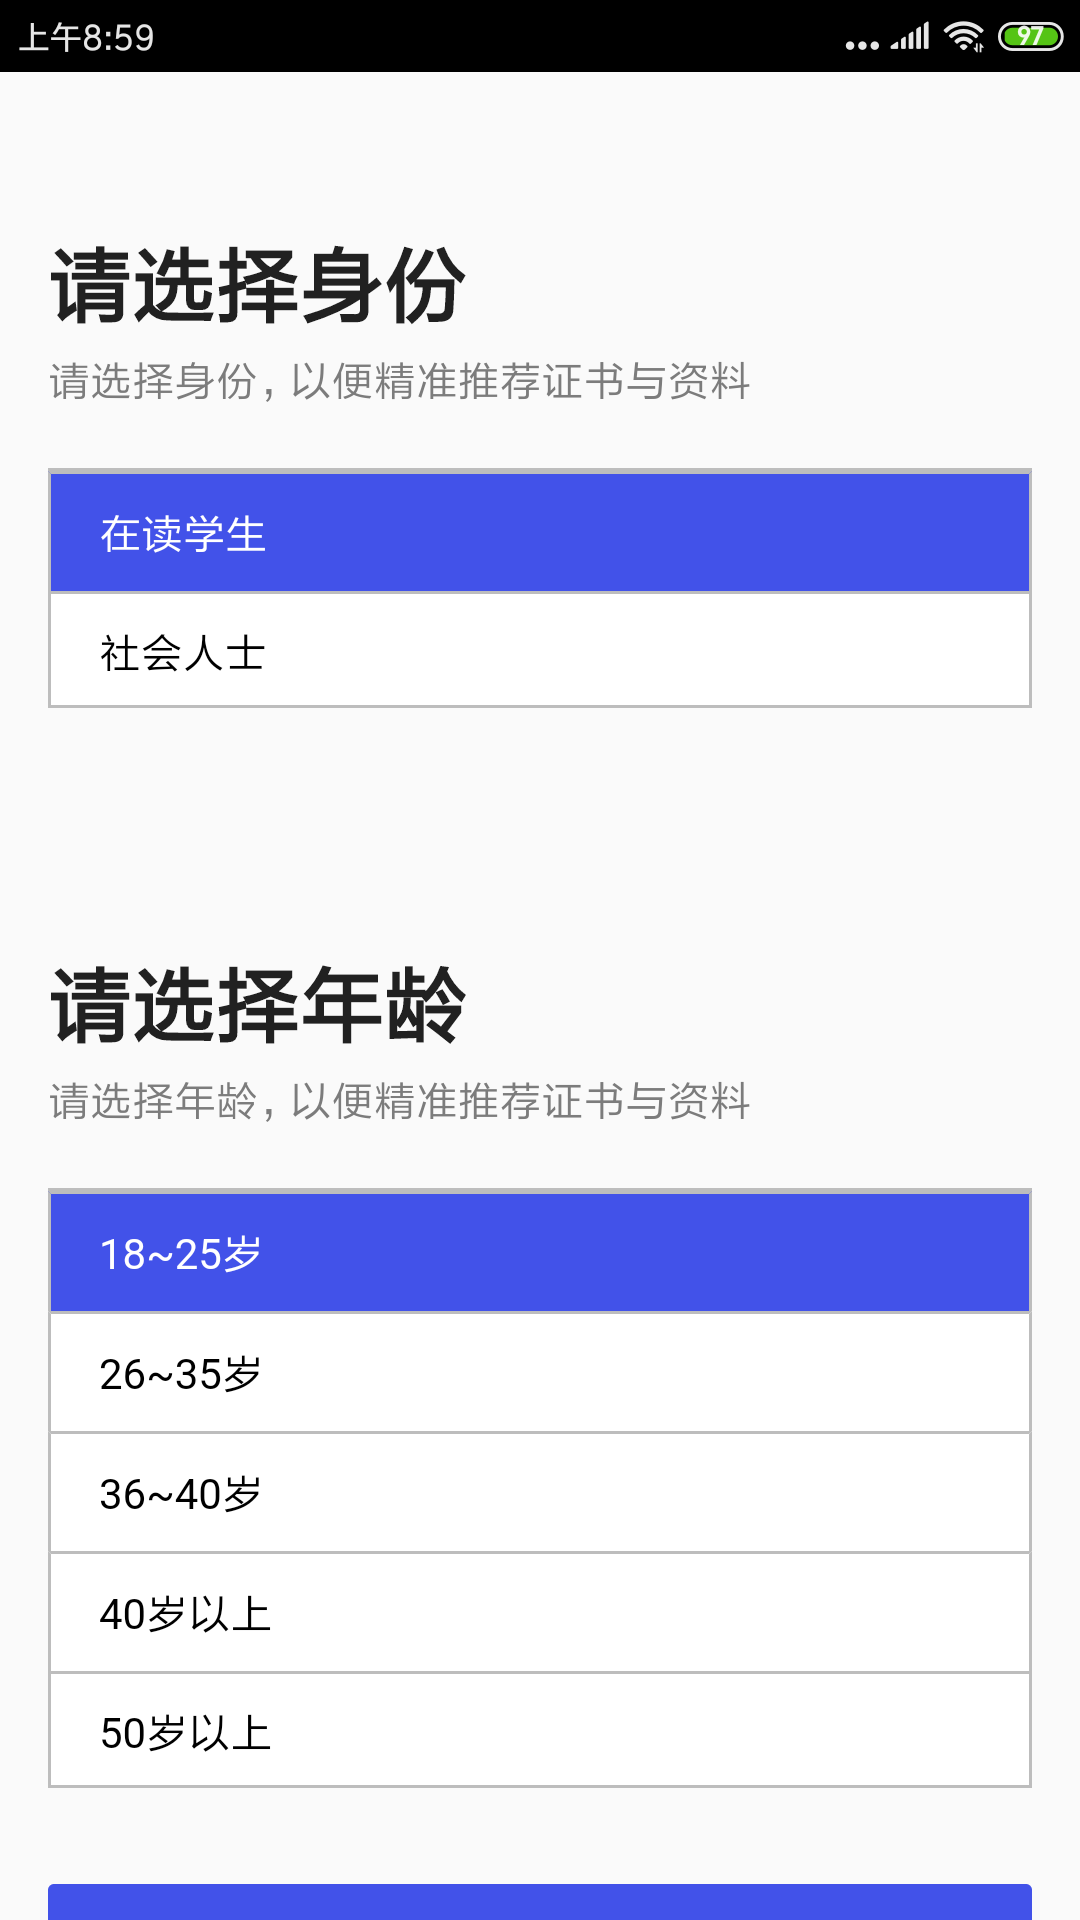 上午8:59
97
请选择身份
请选择身份，以便精准推荐证书与资料
在读学生
社会人士
请选择年龄
请选择年龄，以便精准推荐证书与资料
18~25岁
26~35岁
36~40岁
40岁以上
50岁以上